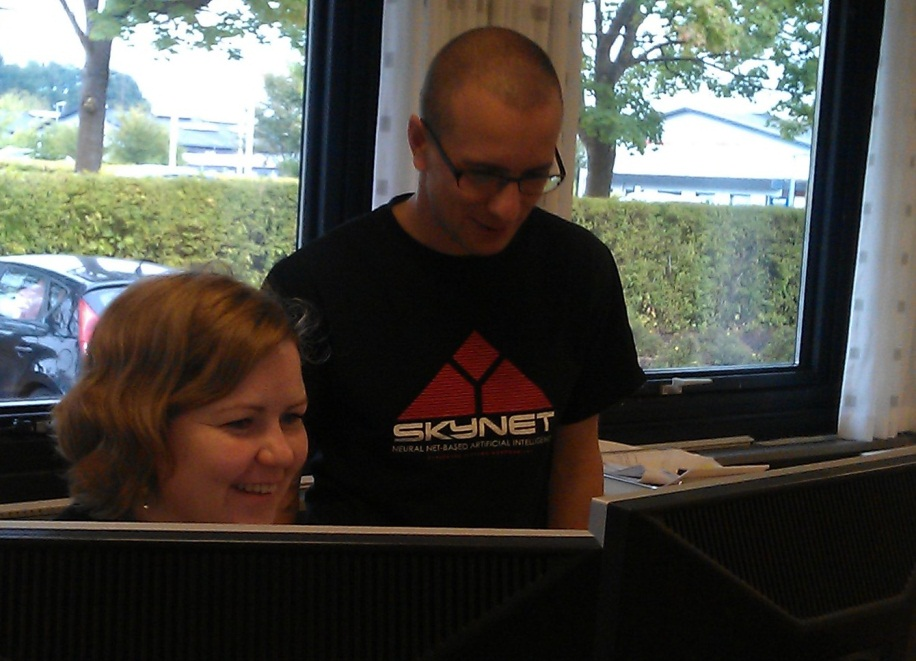 SKYNET
NEURAL NET-BASED ARTIFICIAL INTELLIGENCE